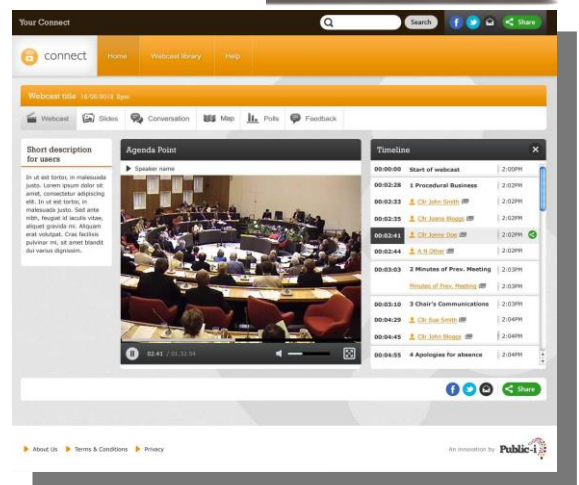 Your Connect
Search
Share
connect
Home
Webcast library
Help
Webcast title 16/06/2010 2pm
Webcast
Slides
Conversation
Map
Polls
Feedback
Short description
for users
In ut est tortor, in malesuada
justo. Lorem ipsum dolor sit
amet, consectetur adipiscing
elit. In ut est tortor, in
malesuada justo. Sed ante
nibh, feugiat id iaculis vitae,
aliquet gravida mi. Aliquam
erat volutpat. Cras facilisis
pulvinar mi, sit amet blandit
dui varius dignissim.
Agenda Point
Speaker name
02.41 / 01.32.54
Timeline
00:00:00 Start of webcast 2:00PM
00:02:28 1 Procedural Business 2:02PM
00:02:33 Cllr John Smith 2:02PM
00:02:35 Cllr Joana Bloggs 2:02PM
00:02:41 Cllr Jenny Doe 2:02PM
00:02:44 A N Other 2:02PM
00:03:03 2 Minutes of Prev. Meeting 2:03PM
Minutes of Prev. Meeting 2:03PM
00:03:10 3 Chair's Communications 2:03PM
00:04:29 Cllr Sue Smith 2:04PM
00:04:45 Cllr John Bloggs 2:04PM
00:04:55 4 Apologies for absence 2:04PM
Share
About Us
Terms & Conditions
Privacy
An innovation by Public-i